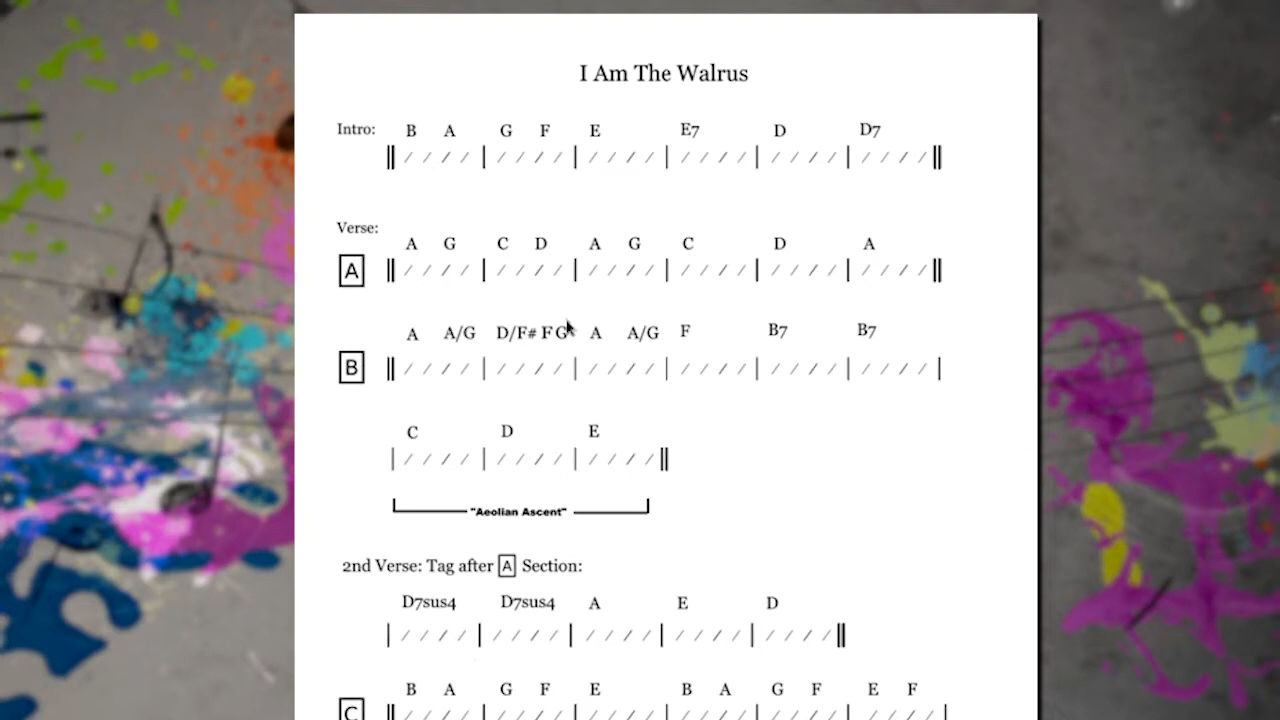 I Am The Walrus
Intro: B A G F E E7 D D7
Verse:
A G C D A G C D A
A
A A/G D/F# F G A A/G F B7 B7
B
C D E
"Aeolian Ascent"
2nd Verse: Tag after A Section:
D7sus4 D7sus4 A E D
B A G F E B A G F E F
C